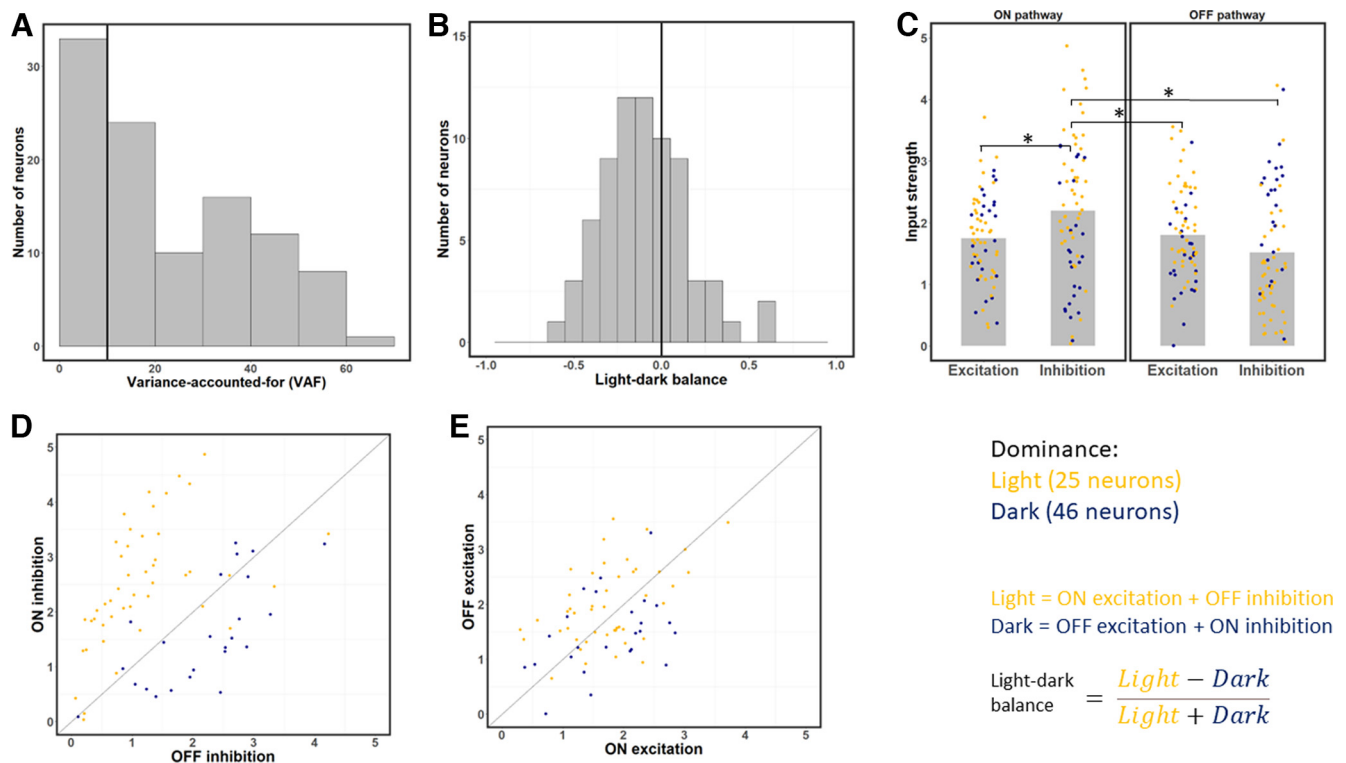 A
Number of neurons
30
20
10
0
0 20 40 60
Variance-accounted-for (VAF)
B
Number of neurons
15
10
5
0
-1.0 -0.5 0.0 0.5 1.0
Light-dark balance
C
ON pathway OFF pathway
Input strength
5
4
3
2
1
0
* * *
Excitation Inhibition Excitation Inhibition
D
ON inhibition
5
4
3
2
1
0
0 1 2 3 4 5
OFF inhibition
E
OFF excitation
5
4
3
2
1
0
0 1 2 3 4 5
ON excitation
Dominance:
Light (25 neurons)
Dark (46 neurons)
Light = ON excitation + OFF inhibition
Dark = OFF excitation + ON inhibition
Light-dark
balance
=
Light − Dark
Light + Dark